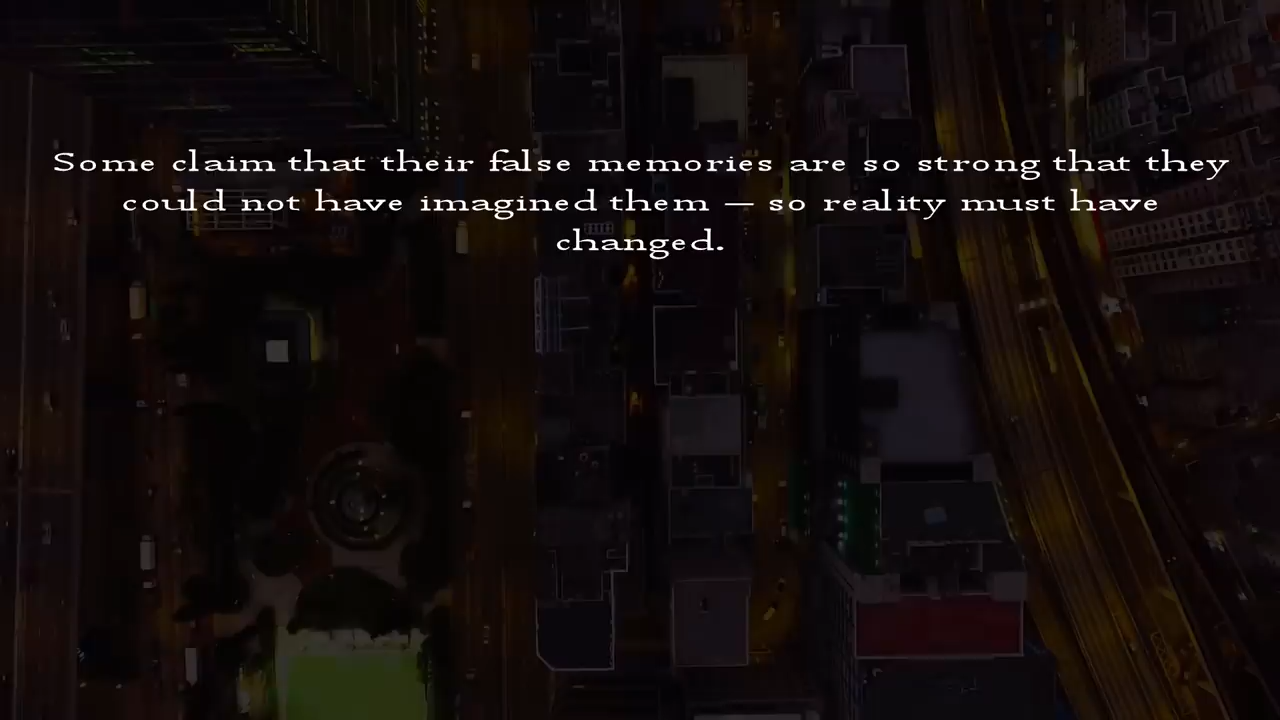 Some claim that their false memories are so strong that they
could not have imagined them — so reality must have
changed.